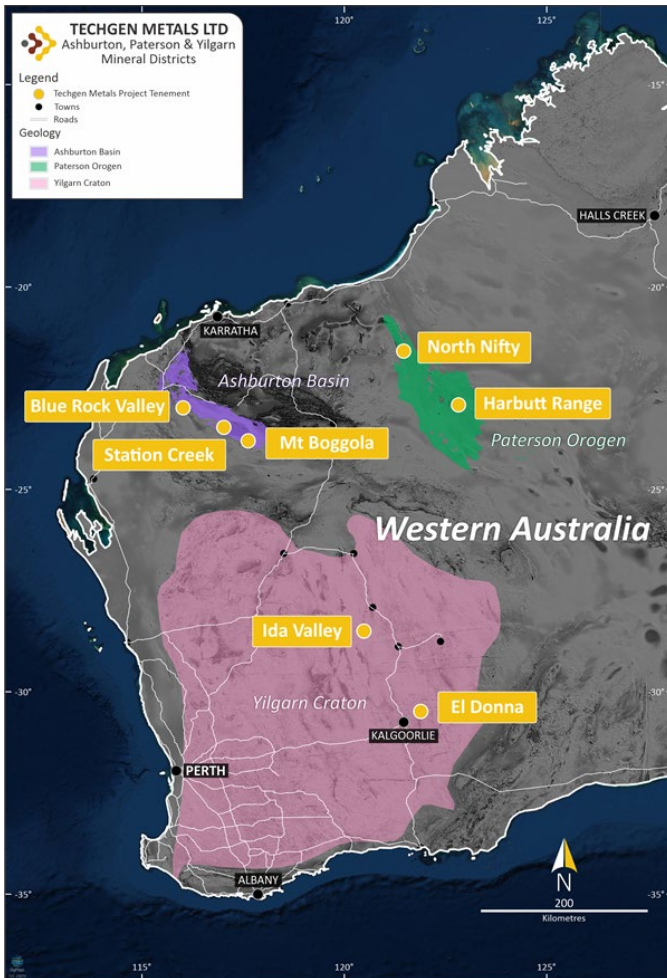 TECHGEN METALS LTD
Ashburton, Paterson & Yilgarn
Mineral Districts
Legend
Techgen Metals Project Tenement
Towns
Roads
Geology
Ashburton Basin
Paterson Orogen
Yilgarn Craton
120
125
-15
HALLS CREEK
-20
KARRATHA
North Nifty
Ashburton Basin
Blue Rock Valley
Harbutt Range
Station Creek
Mt Boggola
Paterson Orogen
-25
Western Australia
Ida Valley
-30
Yilgarn Craton
El Donna
KALGOORLIE
PERTH
N
ALBANY
-35
200
Kilometres
115
120
125